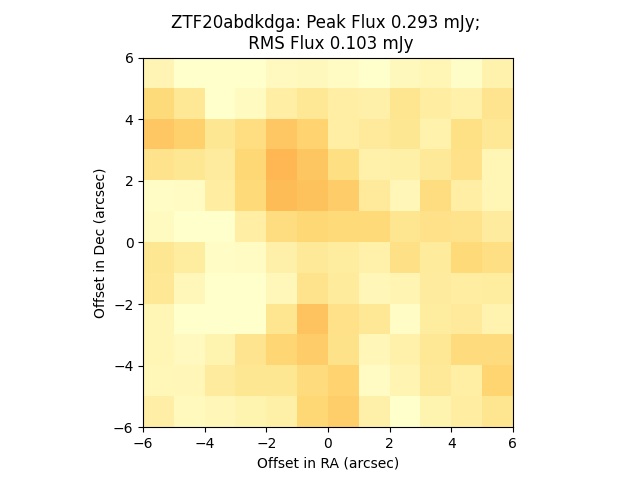 ZTF20abdkdga: Peak Flux 0.293 mJy;
RMS Flux 0.103 mJy
6
4
2
0
−2
−4
−6
Offset in Dec (arcsec)
−6 −4 −2 0 2 4 6
Offset in RA (arcsec)